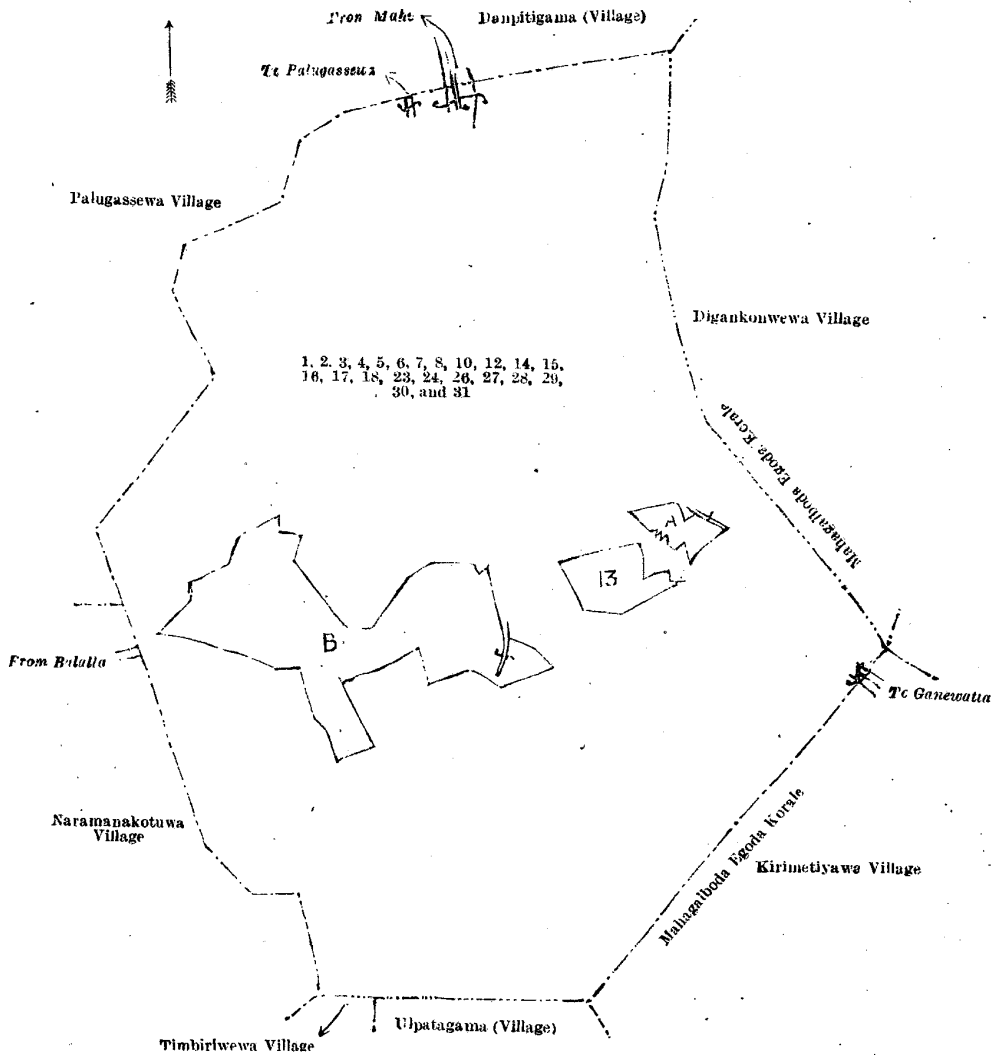 From Maho
Danpitigama (Village)
To Palugassewa
Palugassewa Village
Digankonwewa Village
1, 2, 3, 4, 5, 6, 7, 8, 10, 12, 14, 15,
16, 17, 18, 23, 24, 26, 27, 28, 29,
30, and 31
Mahagalboda Egoda Korale
A
13
B
From Balalla
To Ganewatta
Naramanakotuwa
Village
Mahagalboda Egoda Korale
Kirimetiyawa Village
Ulpatagama (Village)
Timbiriwewa Village